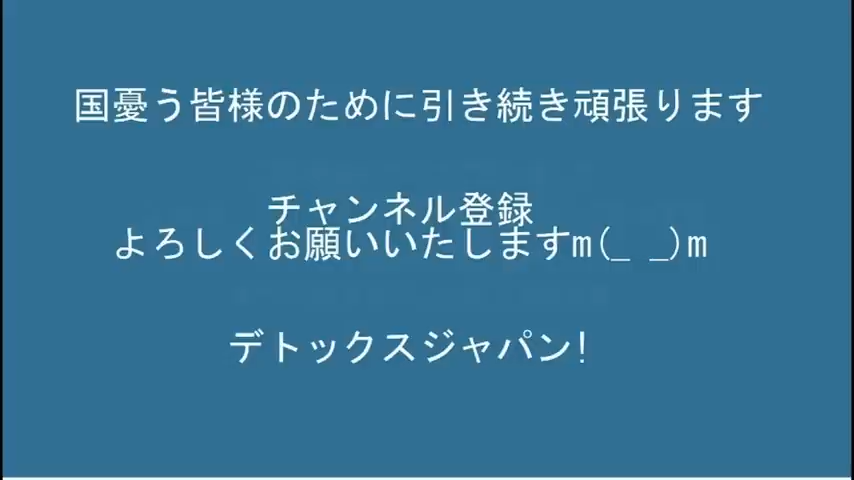 国憂う皆様のために引き続き頑張ります
チャンネル登録
よろしくお願いいたしますm(_ _)m
デトックスジャパン!